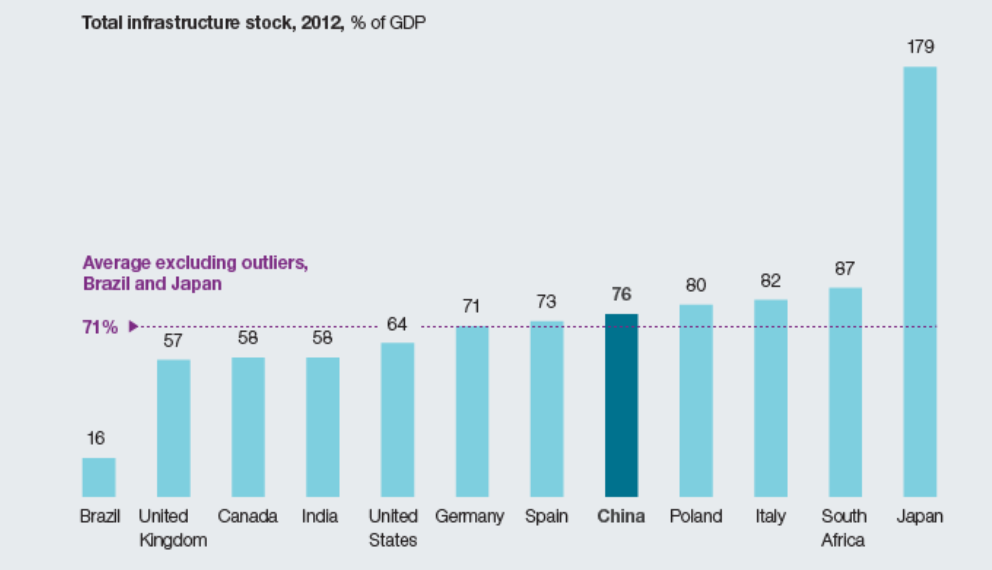 Total infrastructure stock, 2012, % of GDP
179
Average excluding outliers,
Brazil and Japan
71%
16
57
58
58
64
71
73
76
80
82
87
Brazil
United
Kingdom
Canada
India
United
States
Germany
Spain
China
Poland
Italy
South
Africa
Japan